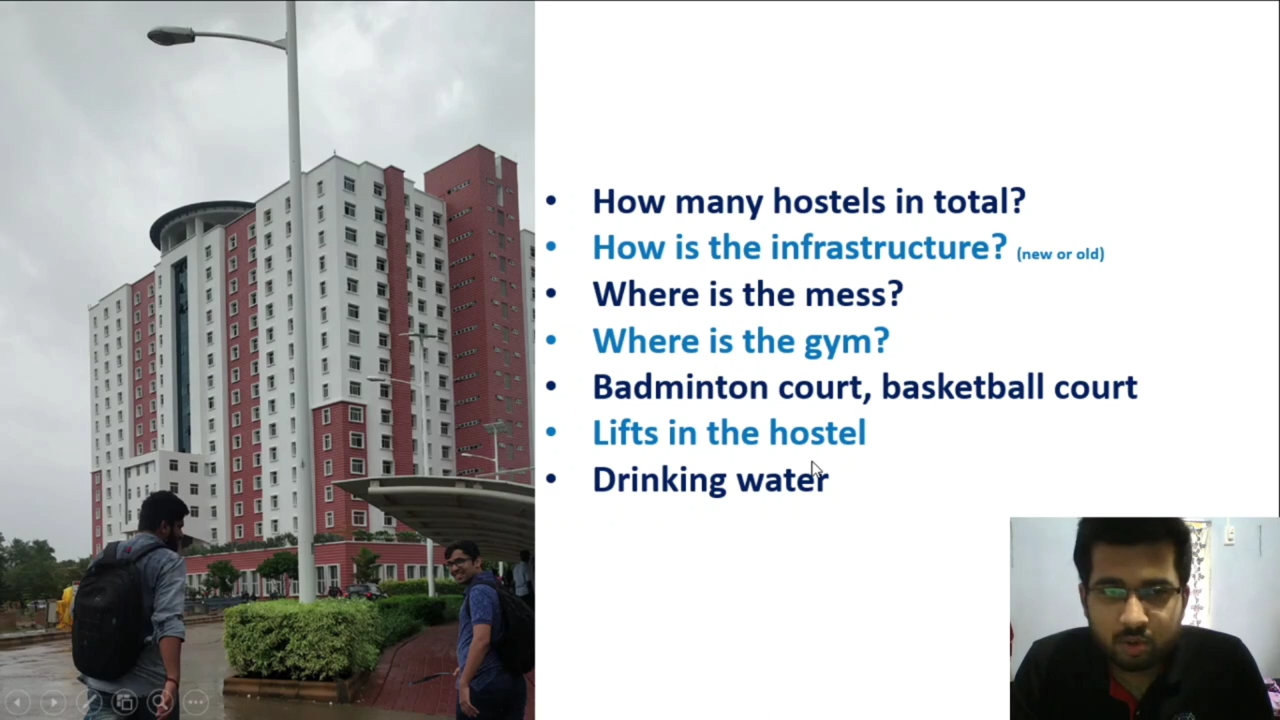 How many hostels in total?
How is the infrastructure? (new or old)
Where is the mess?
Where is the gym?
Badminton court, basketball court
Lifts in the hostel
Drinking water